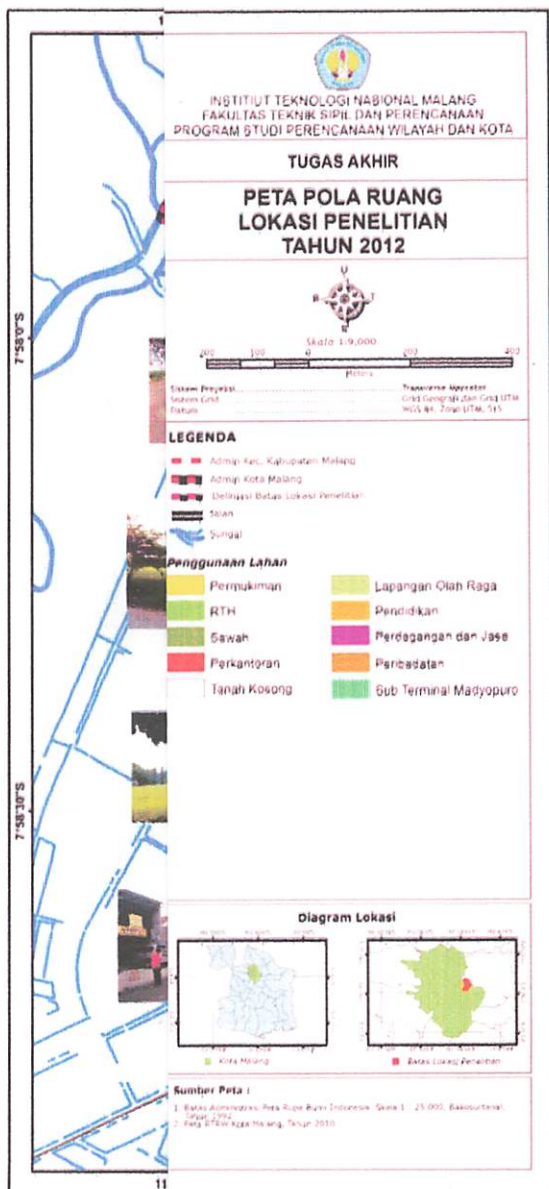 INSTITIUT TEKNOLOGI NASIONAL MALANG
FAKULTAS TEKNIK SIPIL DAN PERENCANAAN
PROGRAM STUDI PERENCANAAN WILAYAH DAN KOTA
TUGAS AKHIR
PETA POLA RUANG
LOKASI PENELITIAN
TAHUN 2012
U
B T
S
Skala 1:9,000
200 100 0 200 400
Meters
Sistem Proyeksi Transverse Mercator
Sistem Grid Grid Geografi dan Grid UTM
Datum WGS 84, Zona UTM,
LEGENDA
Admin Kec. Kabupaten Malang
Admin Kota Malang
Delinjasi Batas Lokasi Penelitian
Jalan
Sungai
Penggunaan Lahan
Permukiman
RTH
Sawah
Perkantoran
Tanah Kosong
Lapangan Olah Raga
Pendidikan
Perdagangan dan Jasa
Peribadatan
Sub Terminal Madyopuro
7°58'0"S
7°58'30"S
11
Diagram Lokasi
Kota Malang
Batas Lokasi Penelitian
Sumber Peta :
1. Batas Administrasi Peta Rupa Bumi Indonesia Skala 1 : 25.000, Bakosurtanal,
Tahun 1992
2. Peta RTRW Kota Malang, Tahun 2010